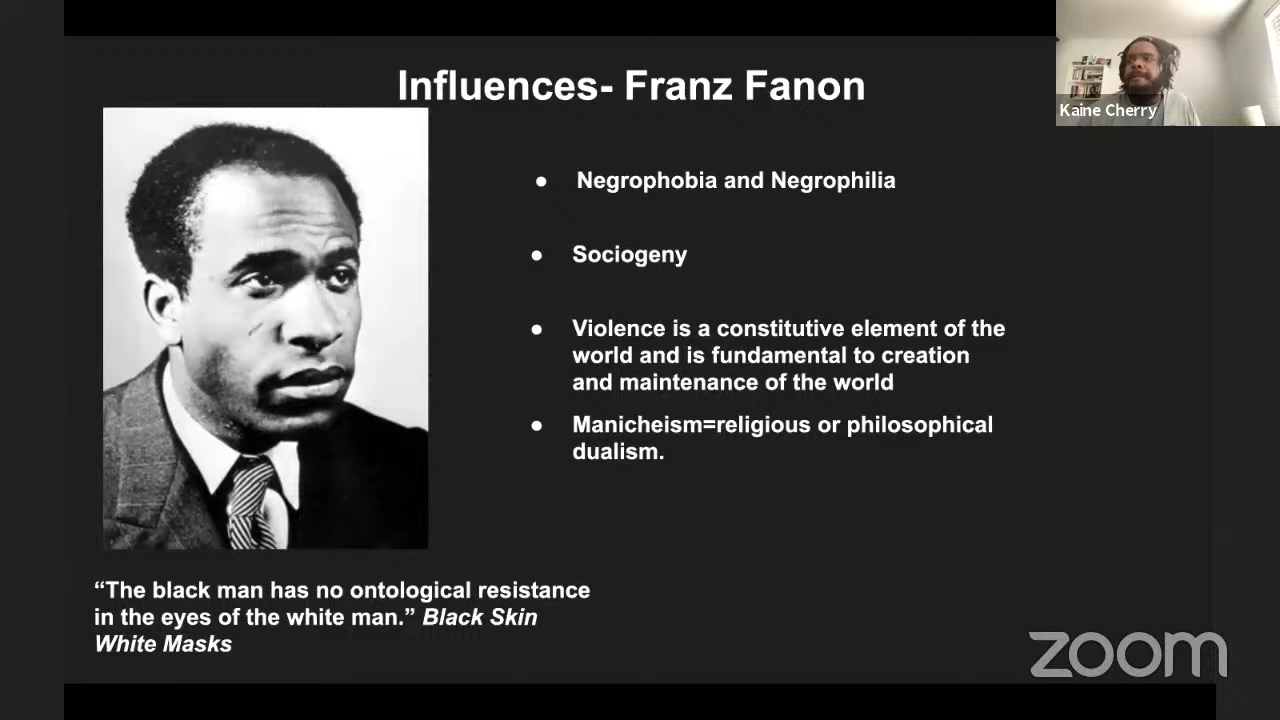 Influences- Franz Fanon
Kaine Cherry
● Negrophobia and Negrophilia
● Sociogeny
● Violence is a constitutive element of the
world and is fundamental to creation
and maintenance of the world
● Manicheism=religious or philosophical
dualism.
“The black man has no ontological resistance
in the eyes of the white man.” Black Skin
White Masks
zoom